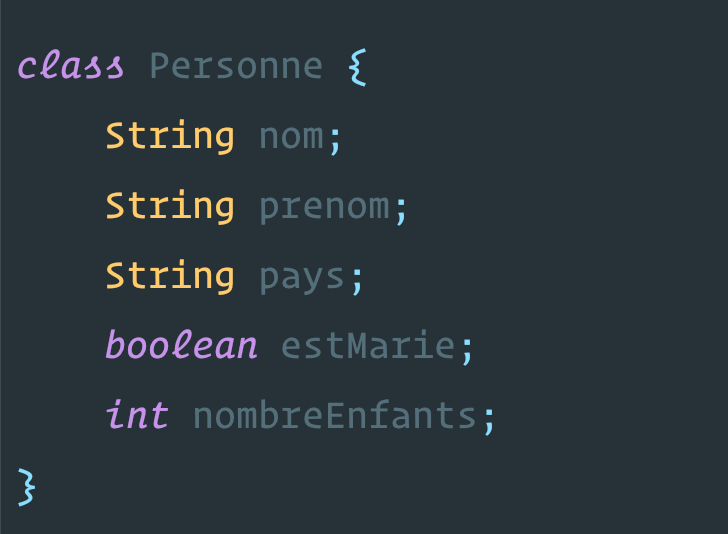 class Personne {
    String nom;
    String prenom;
    String pays;
    boolean estMarie;
    int nombreEnfants;
}